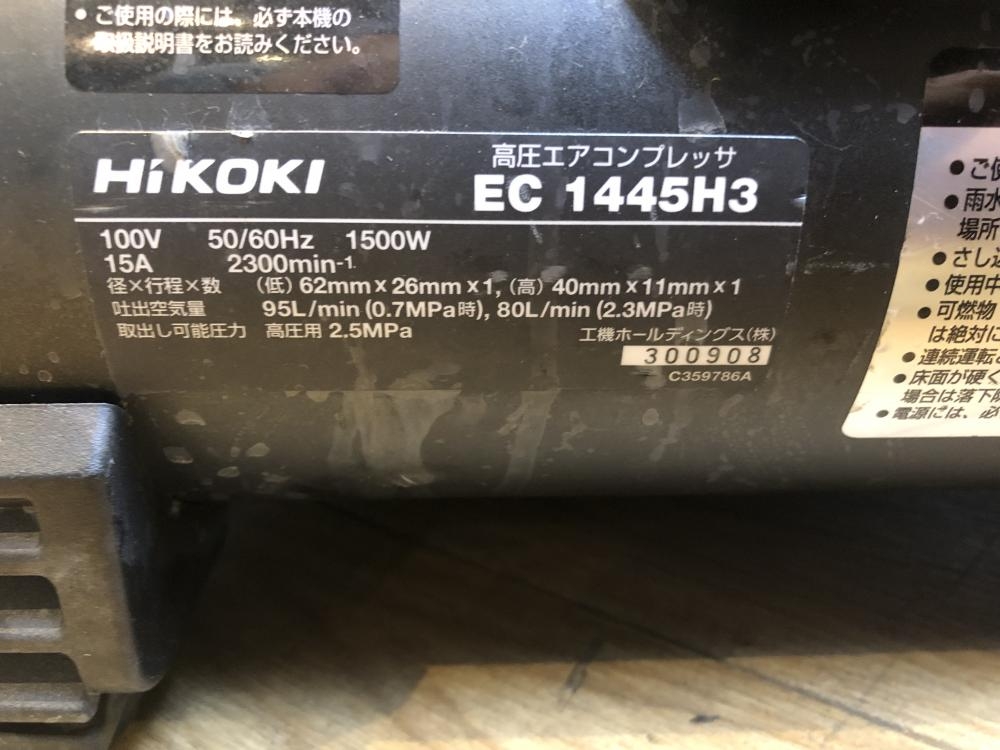 ● ご使用の際には、必ず本機の
取扱説明書をお読みください。
HiKOKI
高圧エアコンプレッサ
EC 1445H3
100V 50/60Hz 1500W
15A 2300min-1
径×行程×数 (低) 62mm×26mm×1, (高) 40mm×11mm×1
吐出空気量 95L/min (0.7MPa時), 80L/min (2.3MPa時)
取出し可能圧力 高圧用 2.5MPa
工機ホールディングス(株)
300908
C359786A
● ご使
● 雨水
場所
● さし込
● 使用中
● 可燃物
は絶対に
● 連続運転
● 床面が硬く
場合は落下
● 電源には、必